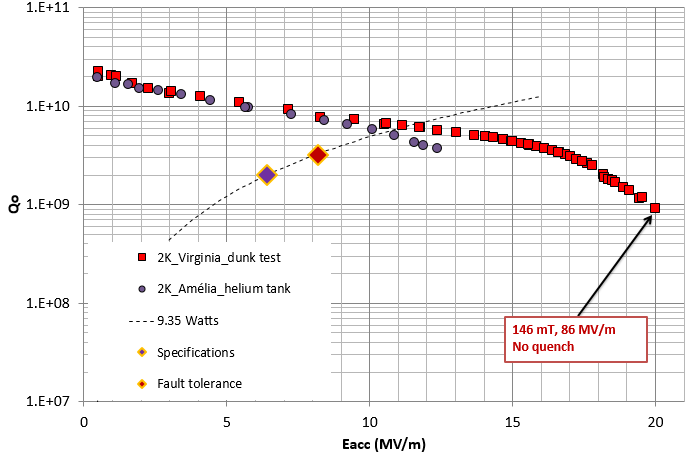 1.E+11
1.E+10
1.E+09
1.E+08
1.E+07
Qo
2K_Virginia_dunk test
2K_Amélia_helium tank
9.35 Watts
Specifications
Fault tolerance
146 mT, 86 MV/m
No quench
0 5 10 15 20
Eacc (MV/m)